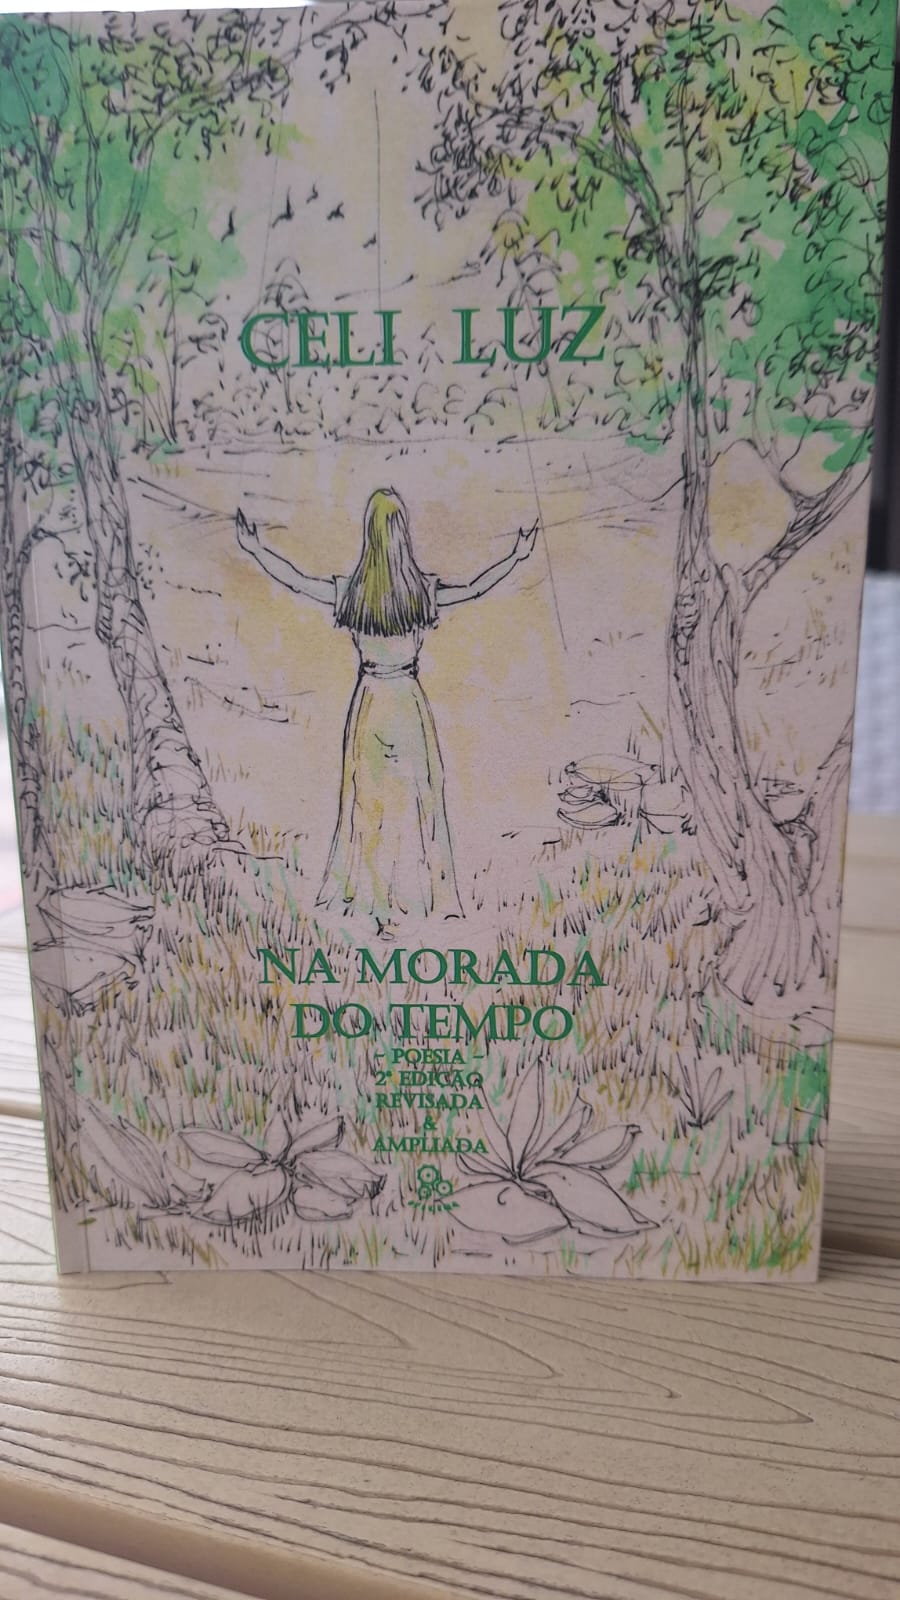 CELI LUZ
NA MORADA
DO TEMPO
- POESIA -
2ª EDIÇÃO
REVISADA
&
AMPLIADA